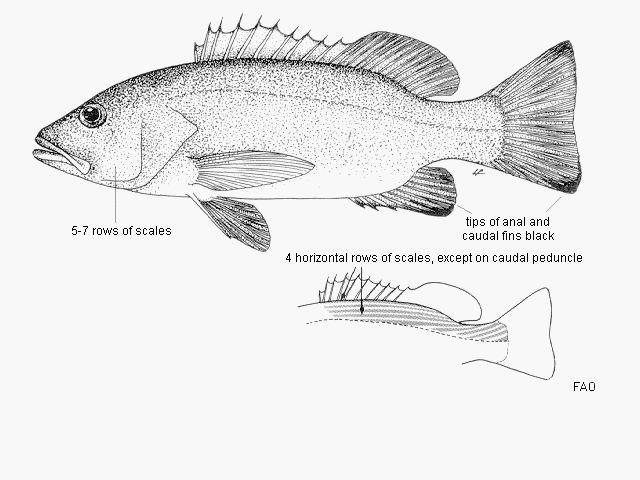 5-7 rows of scales
tips of anal and
caudal fins black
4 horizontal rows of scales, except on caudal peduncle
FAO